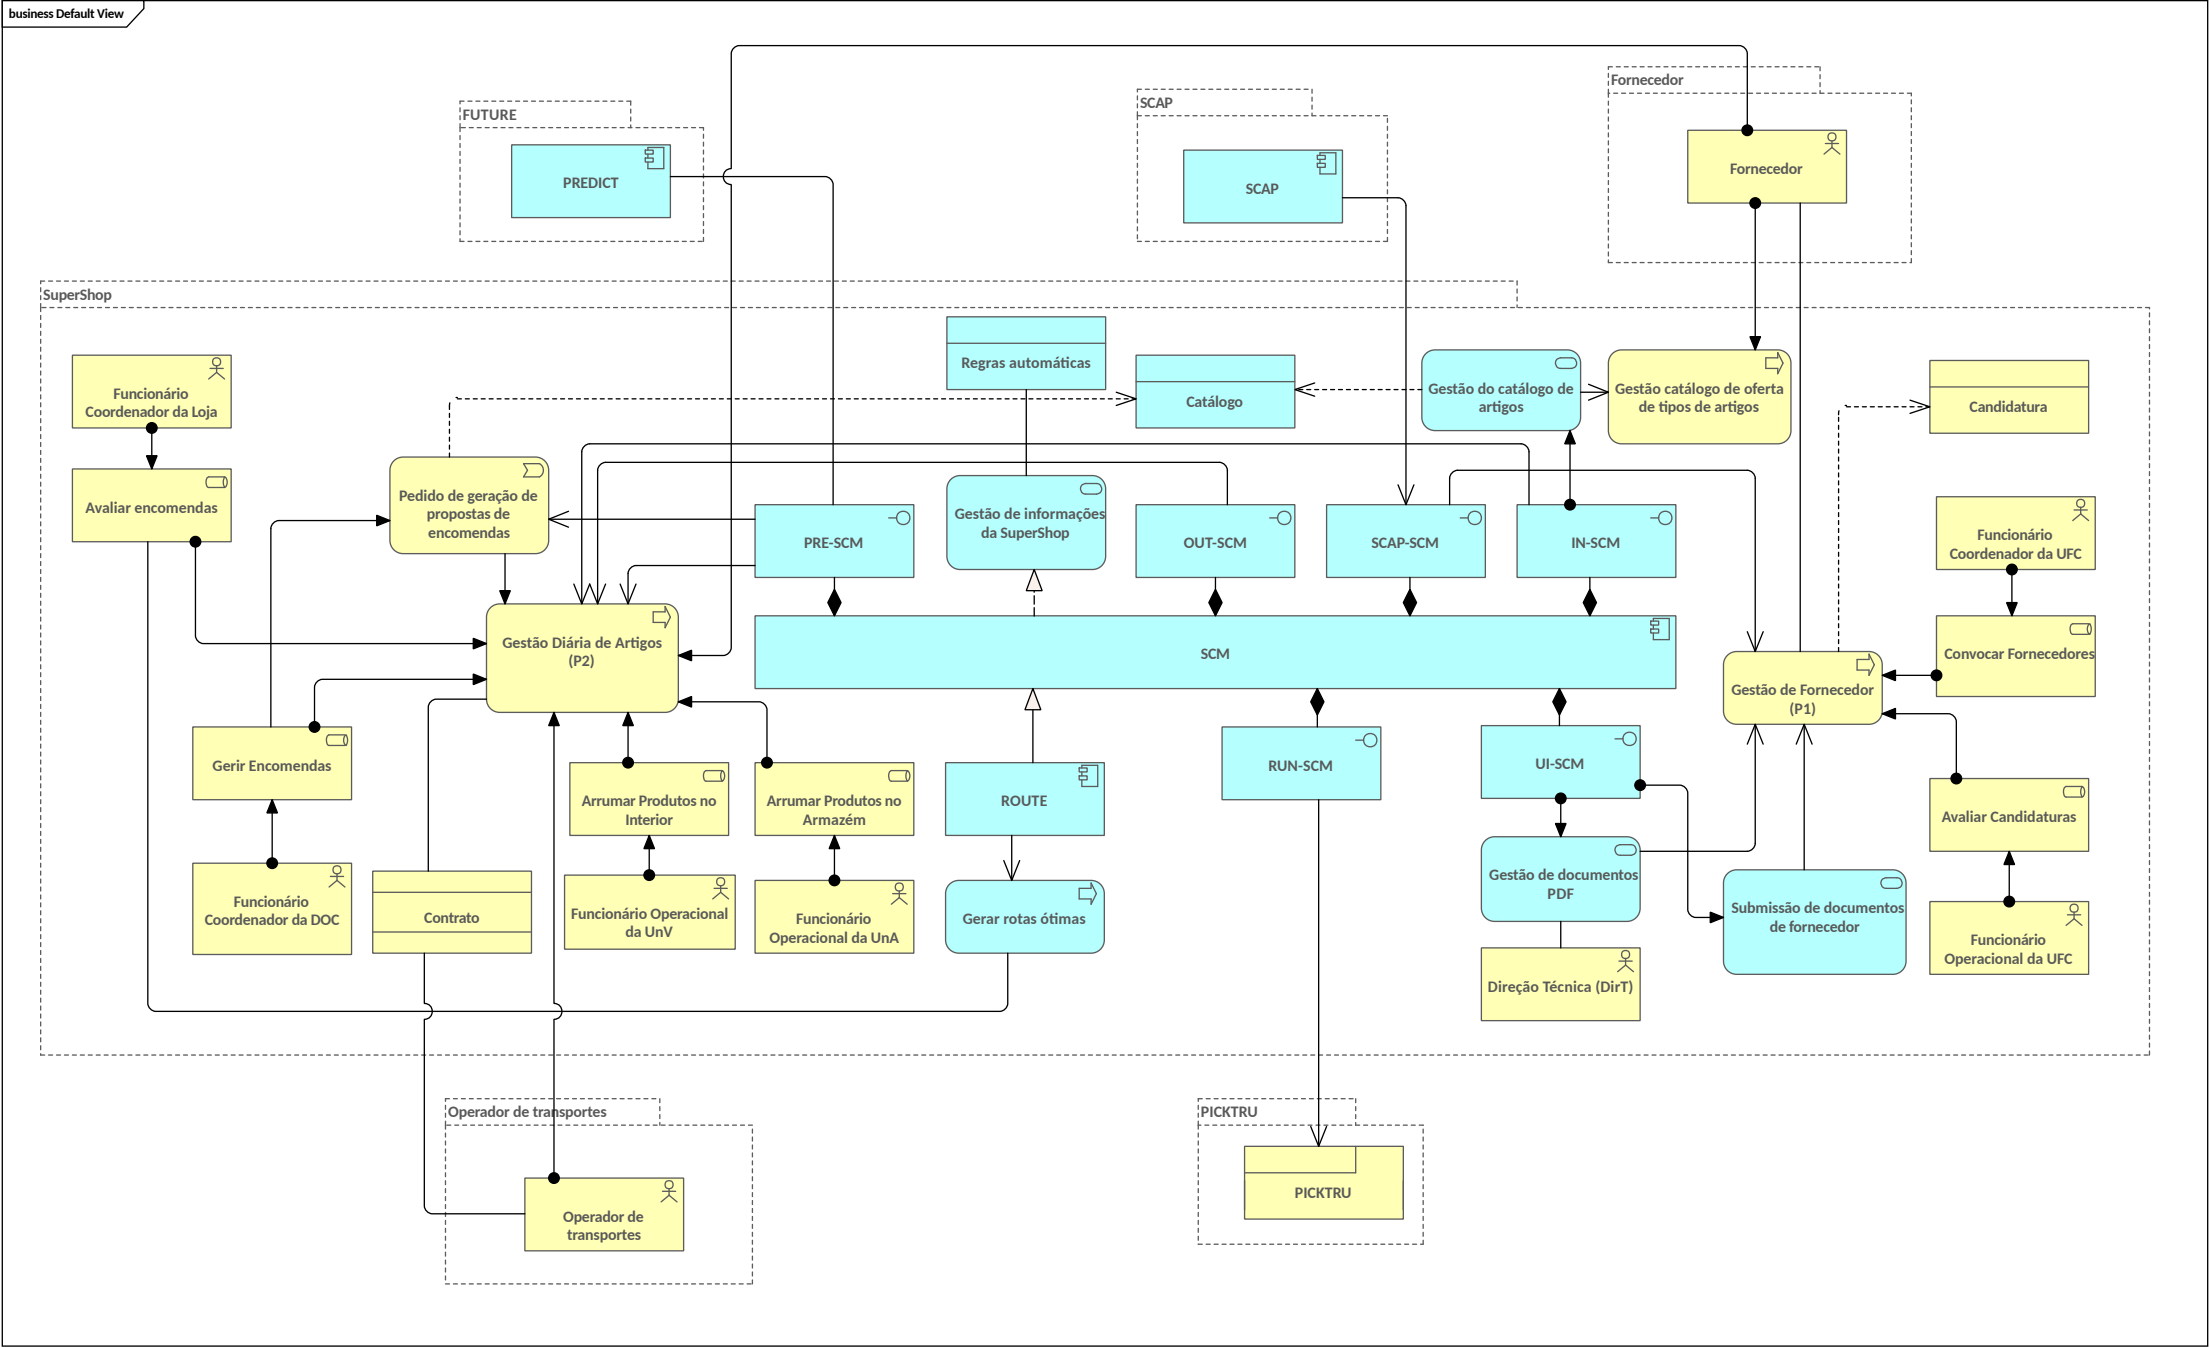 business Default View
Fornecedor
SCAP
FUTURE
Fornecedor
PREDICT
SCAP
SuperShop
Regras automáticas
Funcionário
Coordenador da Loja
Catálogo
Gestão do catálogo de
artigos
Gestão catálogo de oferta
de tipos de artigos
Candidatura
Avaliar encomendas
Pedido de geração de
propostas de
encomendas
Gestão de informações
da SuperShop
PRE-SCM
OUT-SCM
SCAP-SCM
IN-SCM
Funcionário
Coordenador da UFC
Gestão Diária de Artigos
(P2)
SCM
Convocar Fornecedores
Gestão de Fornecedor
(P1)
Gerir Encomendas
Arrumar Produtos no
Interior
Arrumar Produtos no
Armazém
ROUTE
RUN-SCM
UI-SCM
Avaliar Candidaturas
Funcionário
Coordenador da DOC
Contrato
Funcionário Operacional
da UnV
Funcionário
Operacional da UnA
Gerar rotas ótimas
Gestão de documentos
PDF
Submissão de documentos
de fornecedor
Funcionário
Operacional da UFC
Direção Técnica (DirT)
Operador de transportes
PICKTRU
Operador de
transportes
PICKTRU